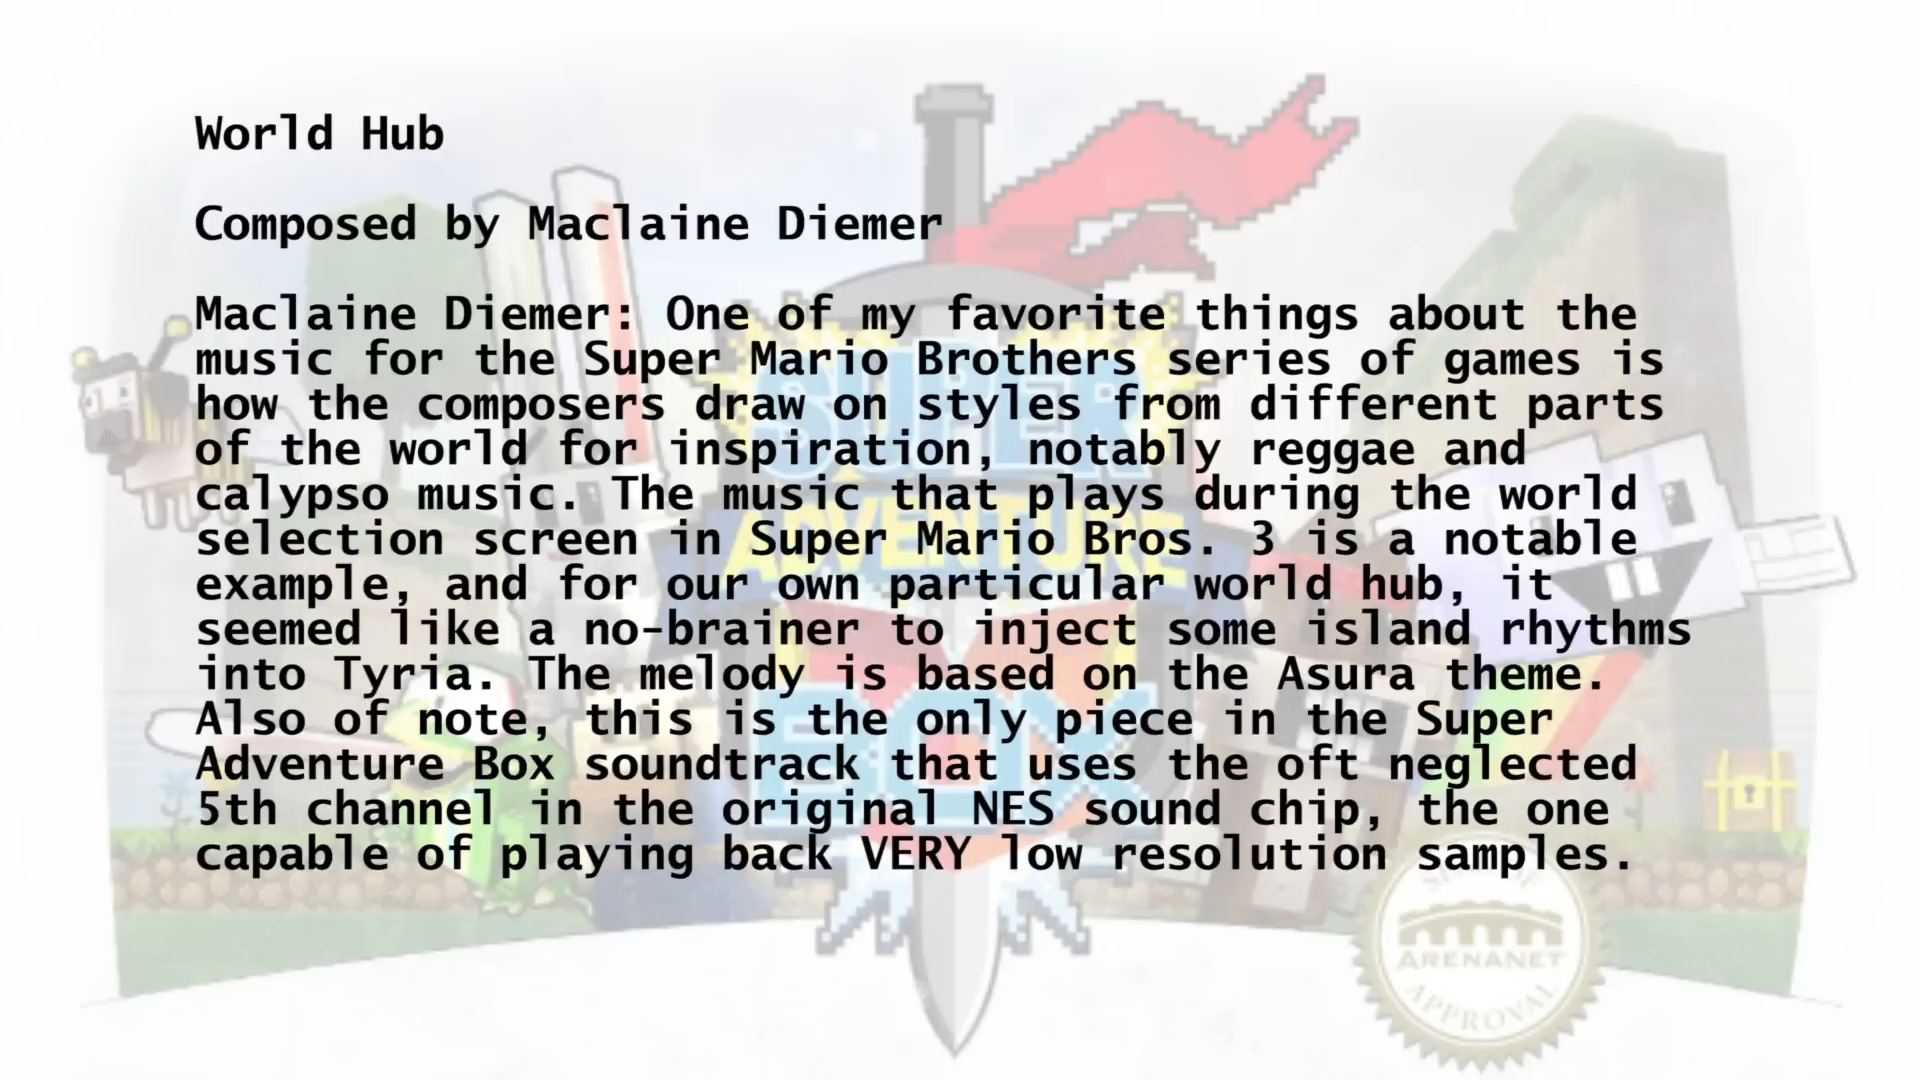 World Hub
Composed by Maclaine Diemer
Maclaine Diemer: One of my favorite things about the
music for the Super Mario Brothers series of games is
how the composers draw on styles from different parts
of the world for inspiration, notably reggae and
calypso music. The music that plays during the world
selection screen in Super Mario Bros. 3 is a notable
example, and for our own particular world hub, it
seemed like a no-brainer to inject some island rhythms
into Tyria. The melody is based on the Asura theme.
Also of note, this is the only piece in the Super
Adventure Box soundtrack that uses the oft neglected
5th channel in the original NES sound chip, the one
capable of playing back VERY low resolution samples.
SUPER
ADVENTURE
BOX
ARENANET
APPROVAL